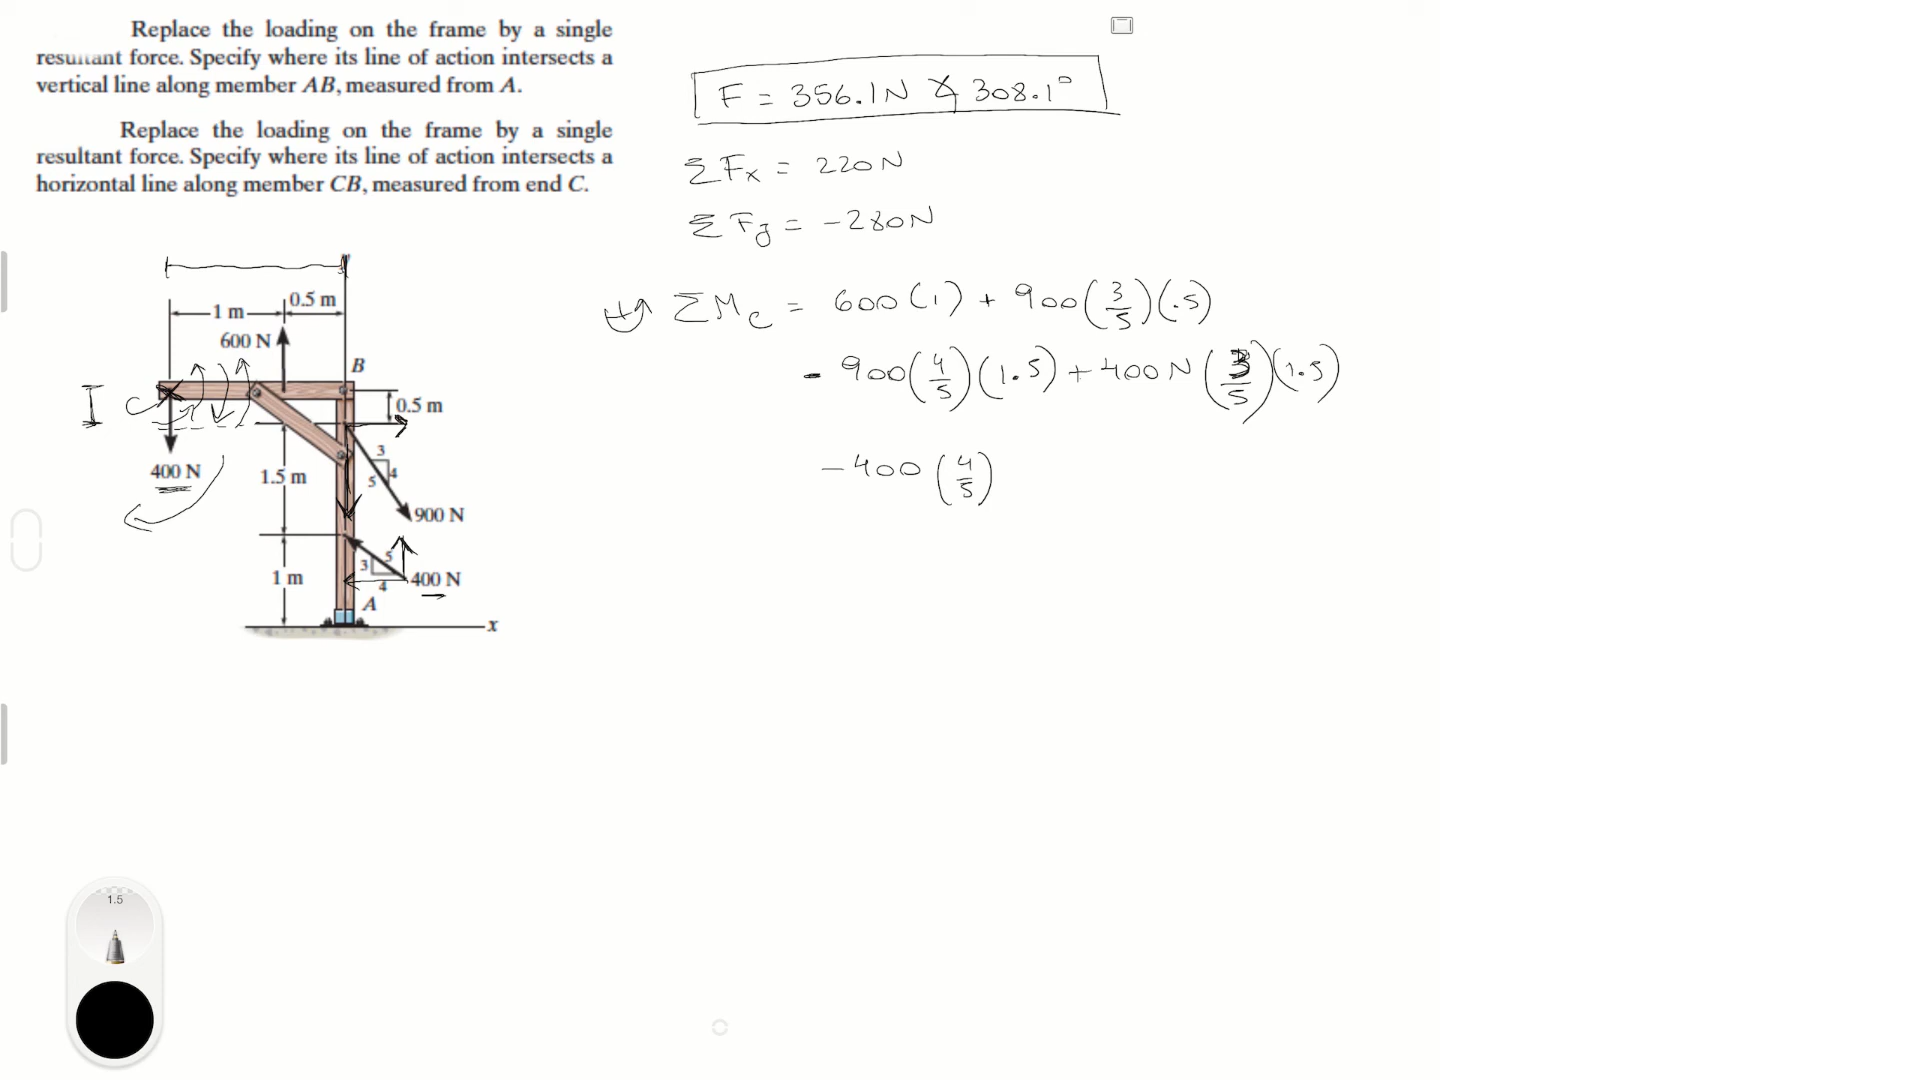 Replace the loading on the frame by a single
resultant force. Specify where its line of action intersects a
vertical line along member AB, measured from A.
Replace the loading on the frame by a single
resultant force. Specify where its line of action intersects a
horizontal line along member CB, measured from end C.
F = 356.1N ∡ 308.1°
ΣFx = 220N
ΣFy = -280N
ΣMc = 600(1) + 900(3/5)(.5)
- 900(4/5)(1.5) + 400N(3/5)(1.5)
- 400(4/5)
y
1 m
0.5 m
600 N
B
C
0.5 m
400 N
1.5 m
3
4
5
900 N
1 m
3
5
4
400 N
A
x
1.5